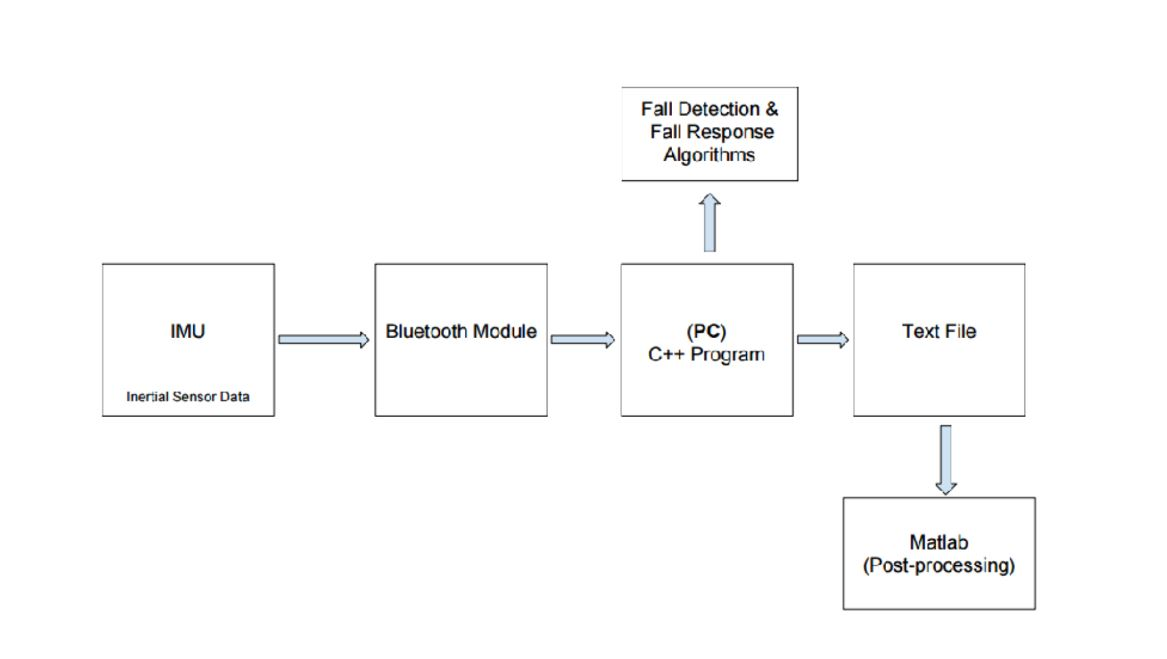 Fall Detection &
Fall Response
Algorithms
IMU
Inertial Sensor Data
Bluetooth Module
(PC)
C++ Program
Text File
Matlab
(Post-processing)